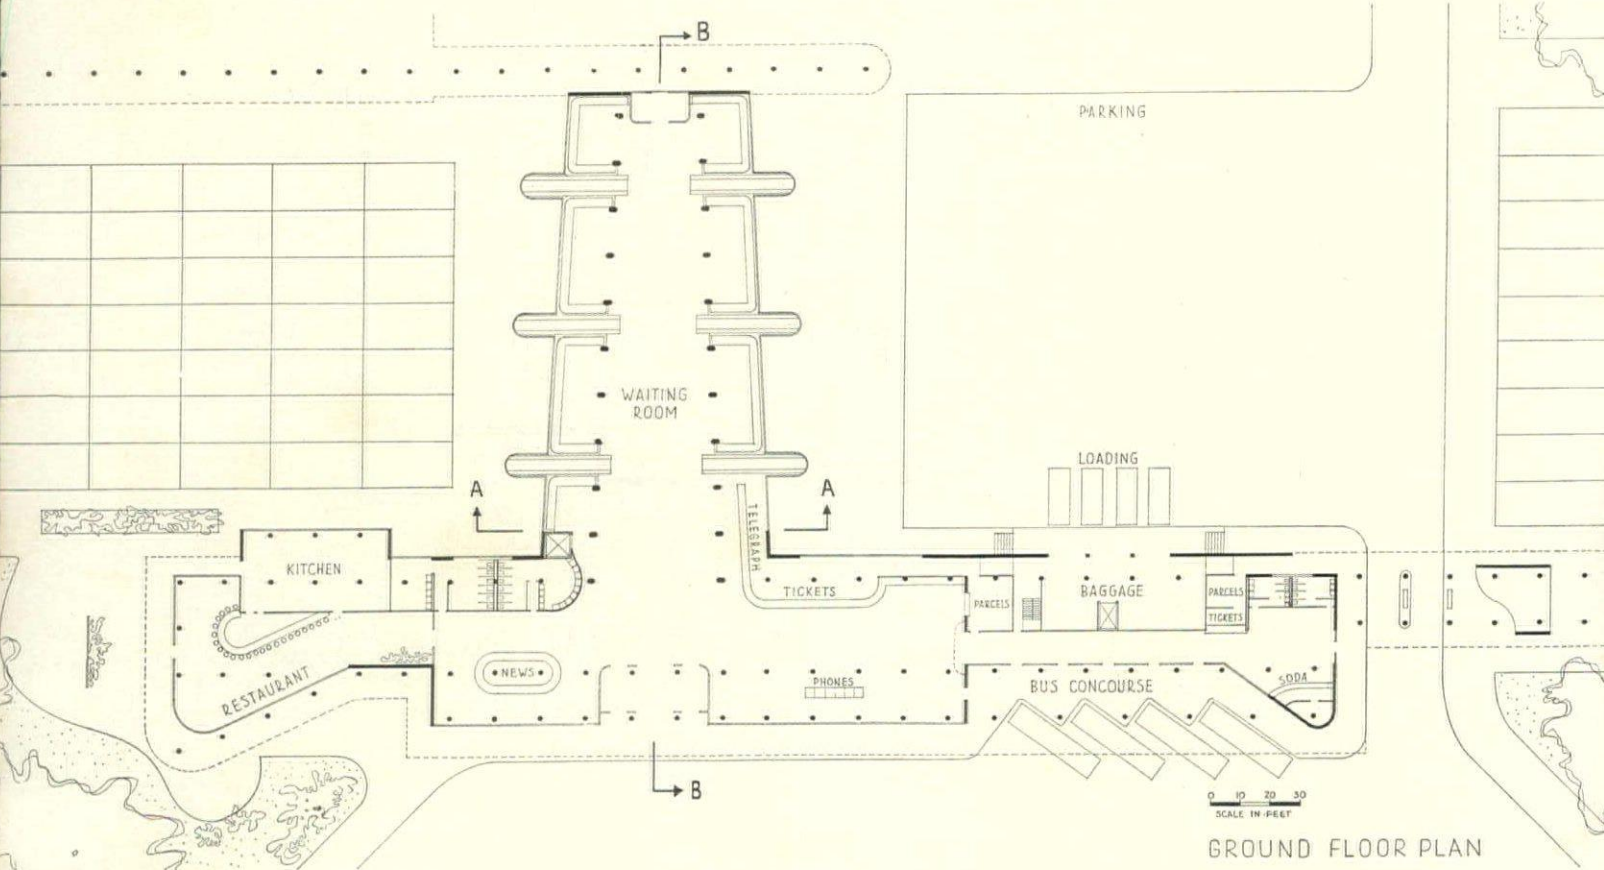 B
PARKING
WAITING
ROOM
LOADING
A
A
TELEGRAPH
KITCHEN
TICKETS
PARCELS
BAGGAGE
PARCELS
TICKETS
NEWS
RESTAURANT
PHONES
BUS CONCOURSE
SODA
B
0 10 20 30
SCALE IN FEET
GROUND FLOOR PLAN